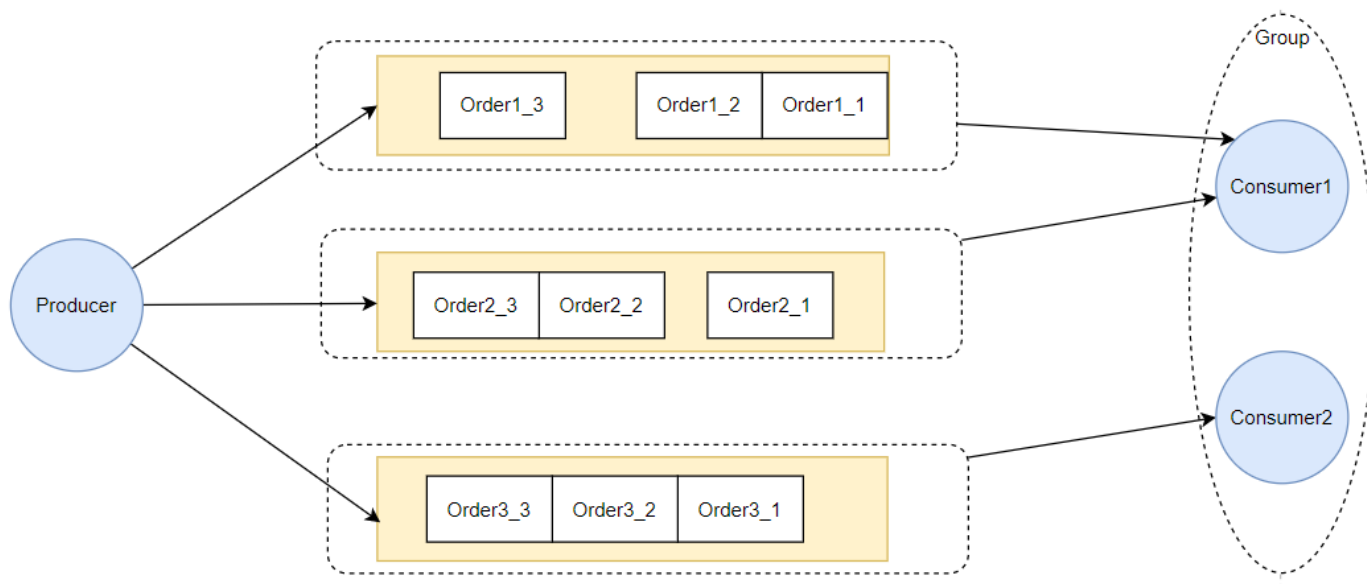 Group
Order1_3
Order1_2
Order1_1
Consumer1
Producer
Order2_3
Order2_2
Order2_1
Consumer2
Order3_3
Order3_2
Order3_1